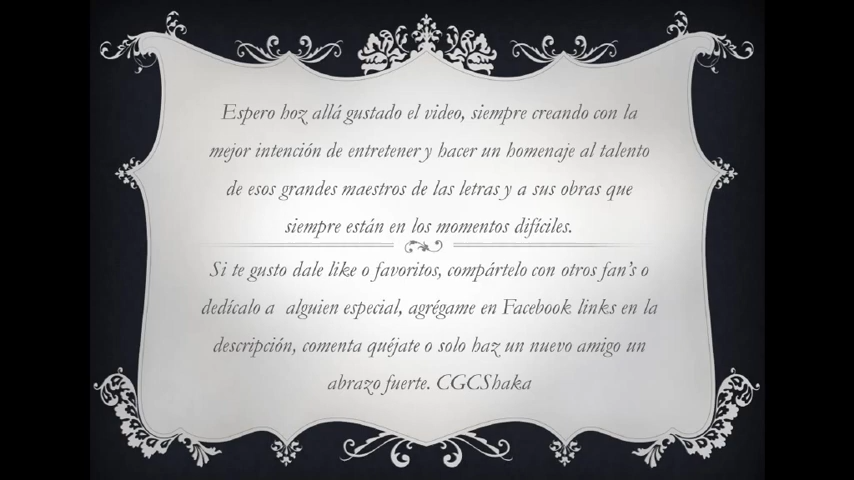 Espero hoz allá gustado el video, siempre creando con la
mejor intención de entretener y hacer un homenaje al talento
de esos grandes maestros de las letras y a sus obras que
siempre están en los momentos difíciles.
Si te gusto dale like o favoritos, compártelo con otros fan's o
dedícalo a alguien especial, agrégame en Facebook links en la
descripción, comenta quéjate o solo haz un nuevo amigo un
abrazo fuerte. CGCShaka